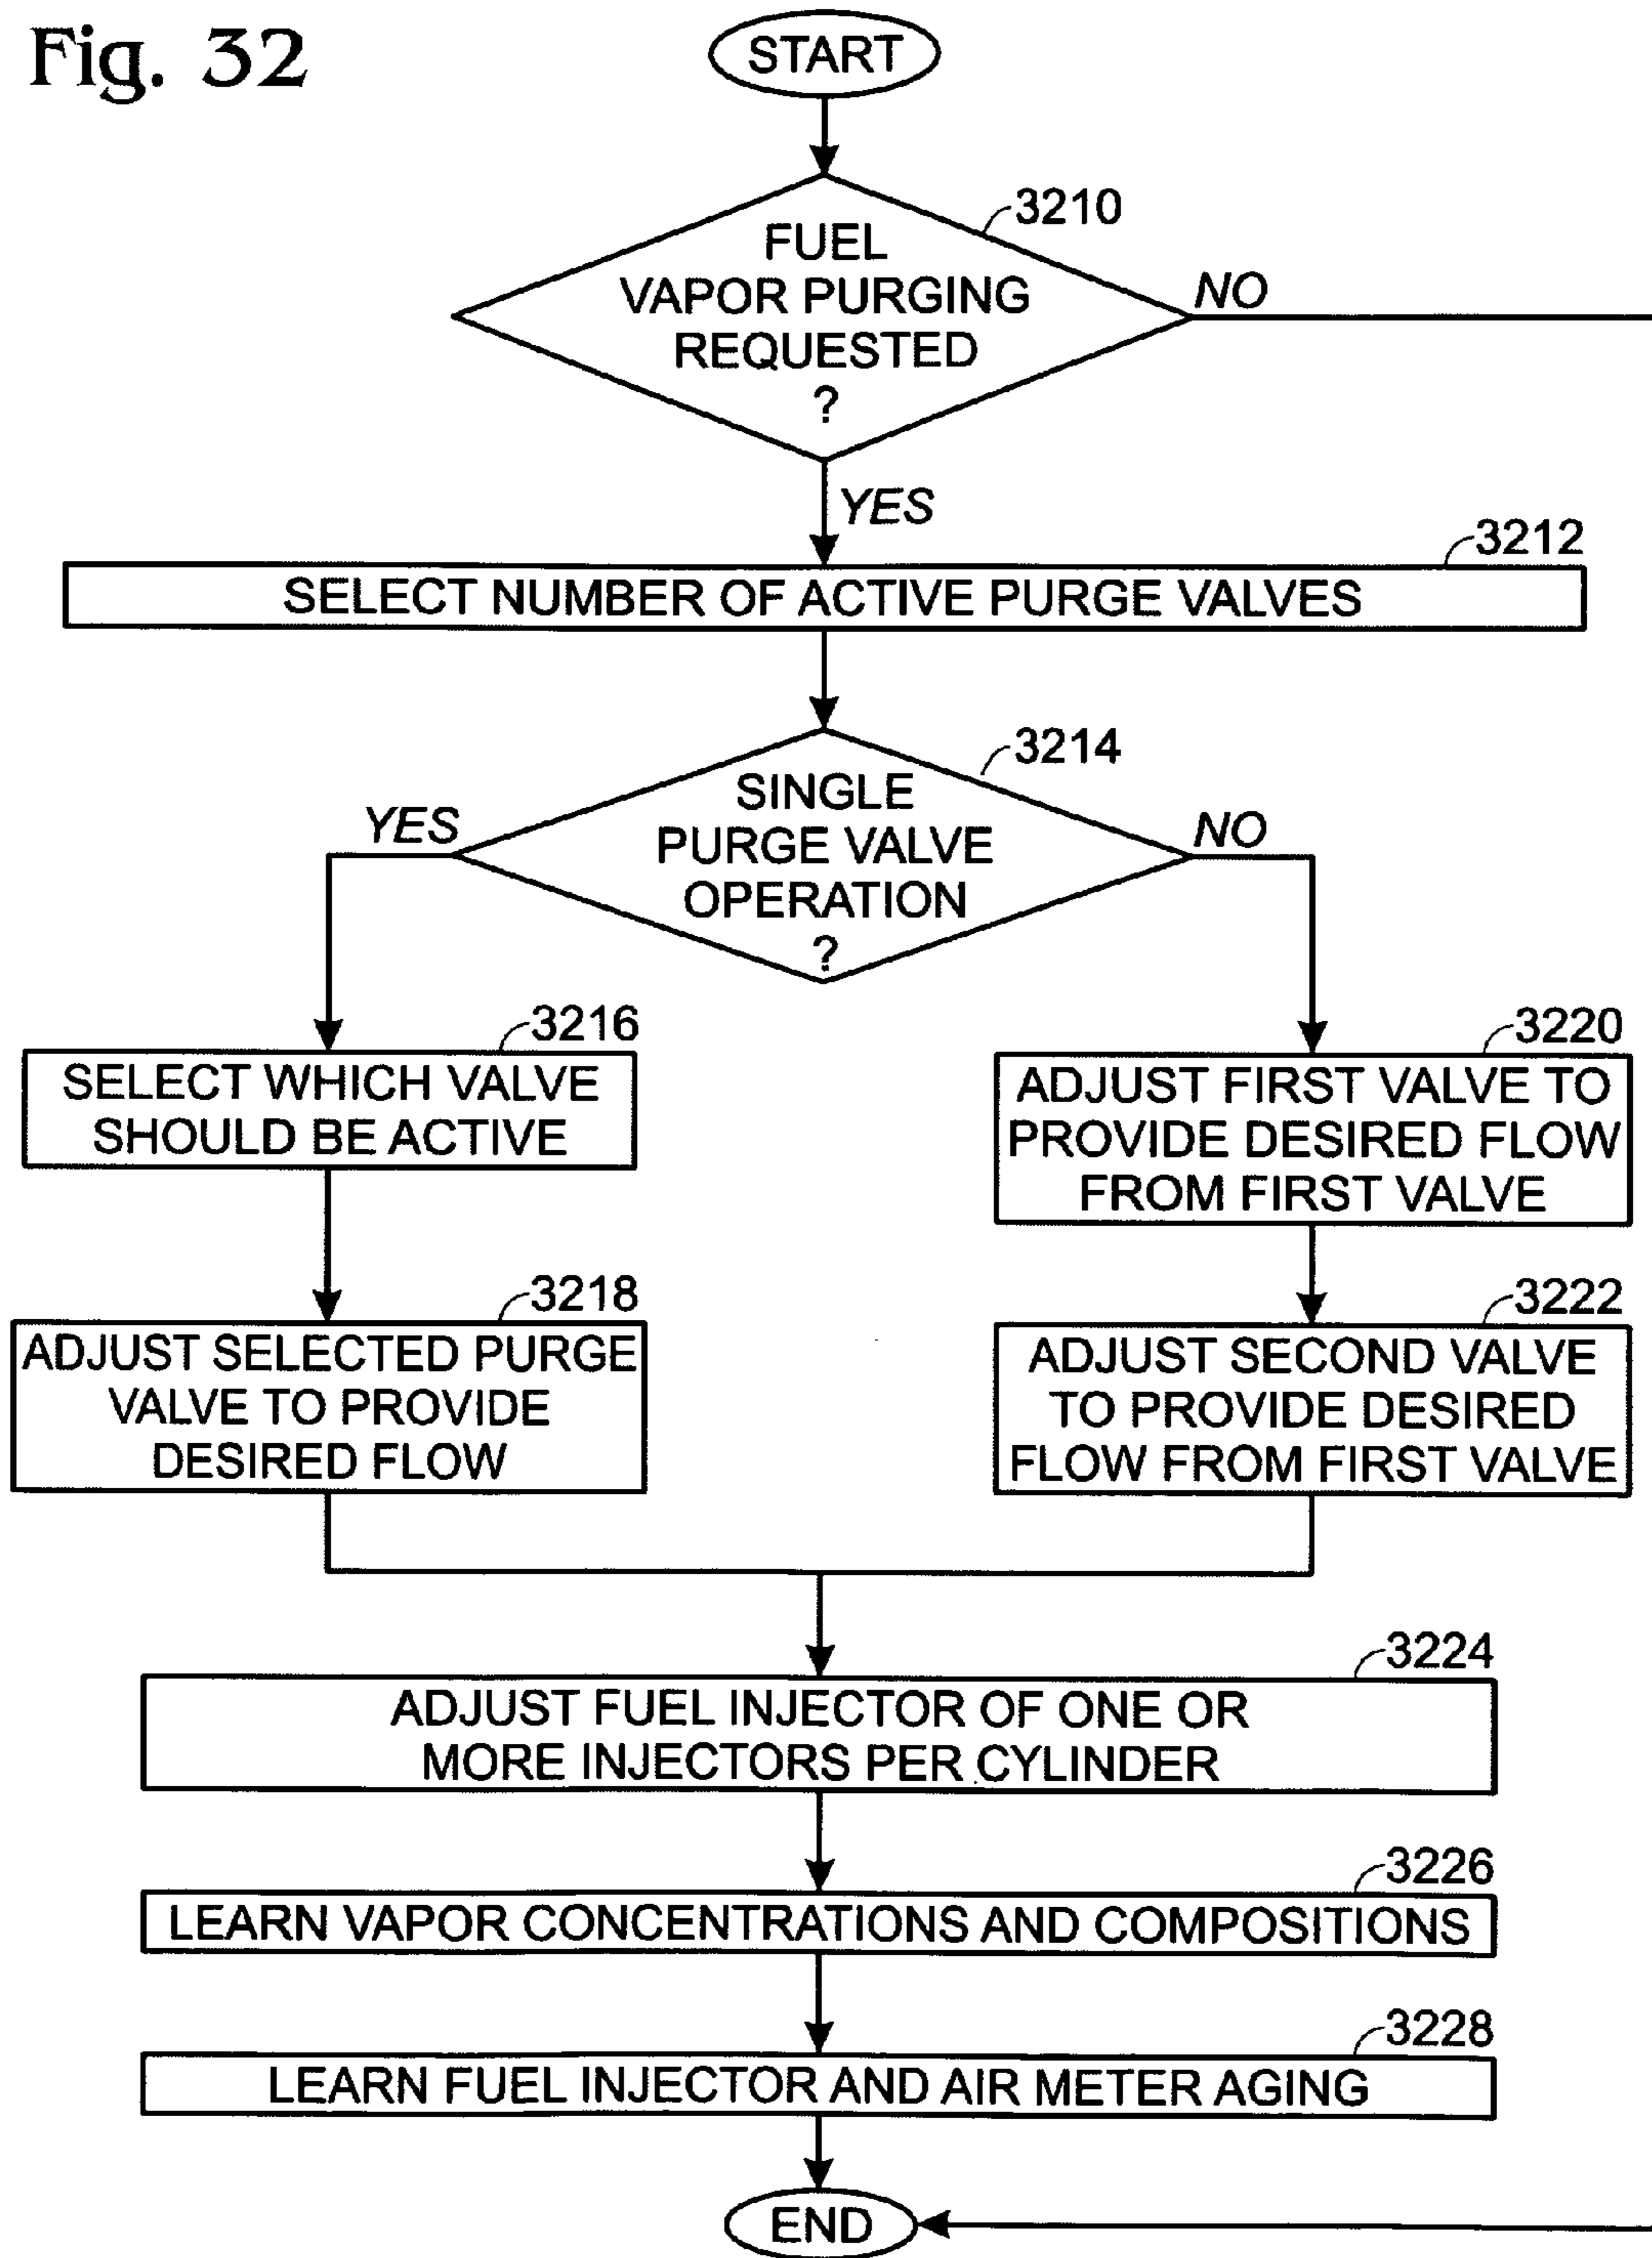 Fig. 32
START
3210
FUEL
VAPOR PURGING
REQUESTED
?
NO
YES
3212
SELECT NUMBER OF ACTIVE PURGE VALVES
3214
SINGLE
PURGE VALVE
OPERATION
?
YES
NO
3216
SELECT WHICH VALVE
SHOULD BE ACTIVE
3220
ADJUST FIRST VALVE TO
PROVIDE DESIRED FLOW
FROM FIRST VALVE
3218
ADJUST SELECTED PURGE
VALVE TO PROVIDE
DESIRED FLOW
3222
ADJUST SECOND VALVE
TO PROVIDE DESIRED
FLOW FROM FIRST VALVE
3224
ADJUST FUEL INJECTOR OF ONE OR
MORE INJECTORS PER CYLINDER
3226
LEARN VAPOR CONCENTRATIONS AND COMPOSITIONS
3228
LEARN FUEL INJECTOR AND AIR METER AGING
END